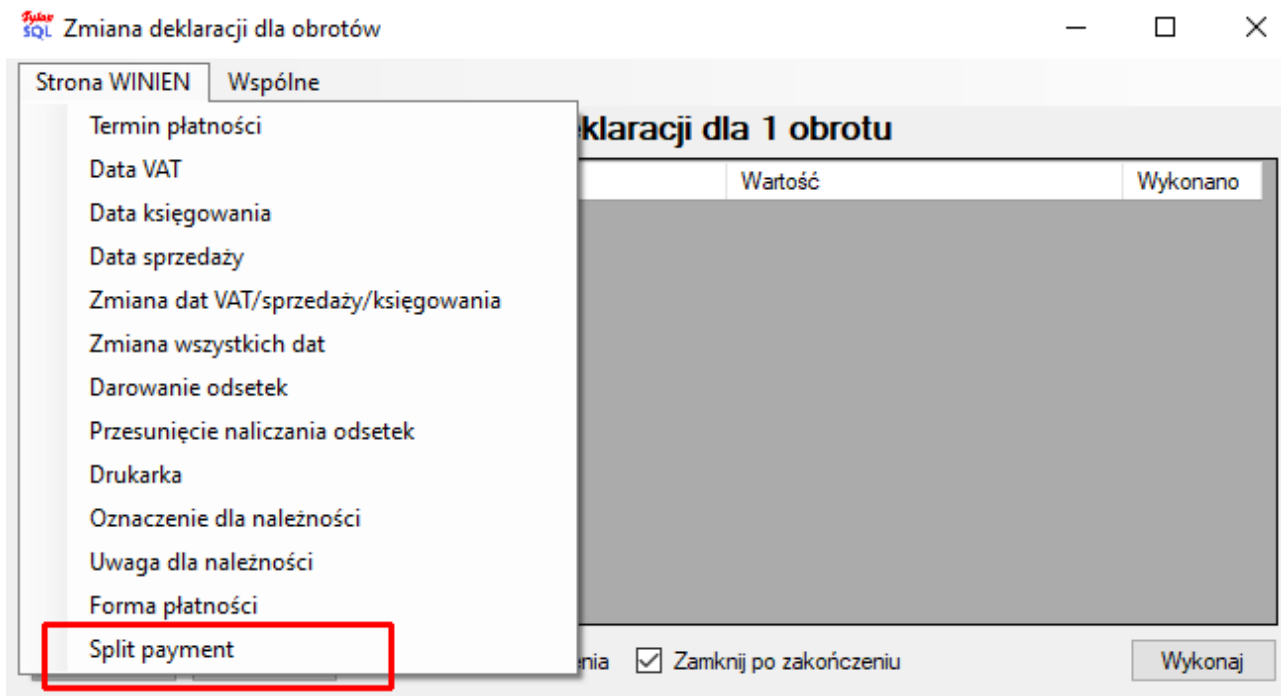 Tylar SQL Zmiana deklaracji dla obrotów
Strona WINIEN Wspólne
Termin płatności
Data VAT
Data księgowania
Data sprzedaży
Zmiana dat VAT/sprzedaży/księgowania
Zmiana wszystkich dat
Darowanie odsetek
Przesunięcie naliczania odsetek
Drukarka
Oznaczenie dla należności
Uwaga dla należności
Forma płatności
Split payment
klaracji dla 1 obrotu
Wartość Wykonano
enia Zamknij po zakończeniu Wykonaj